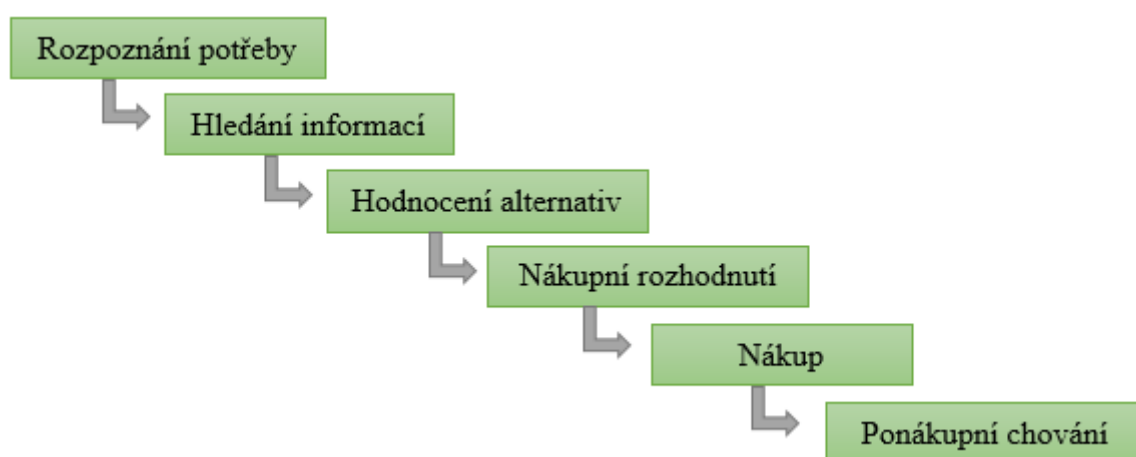 Rozpoznání potřeby
Hledání informací
Hodnocení alternativ
Nákupní rozhodnutí
Nákup
Ponákupní chování